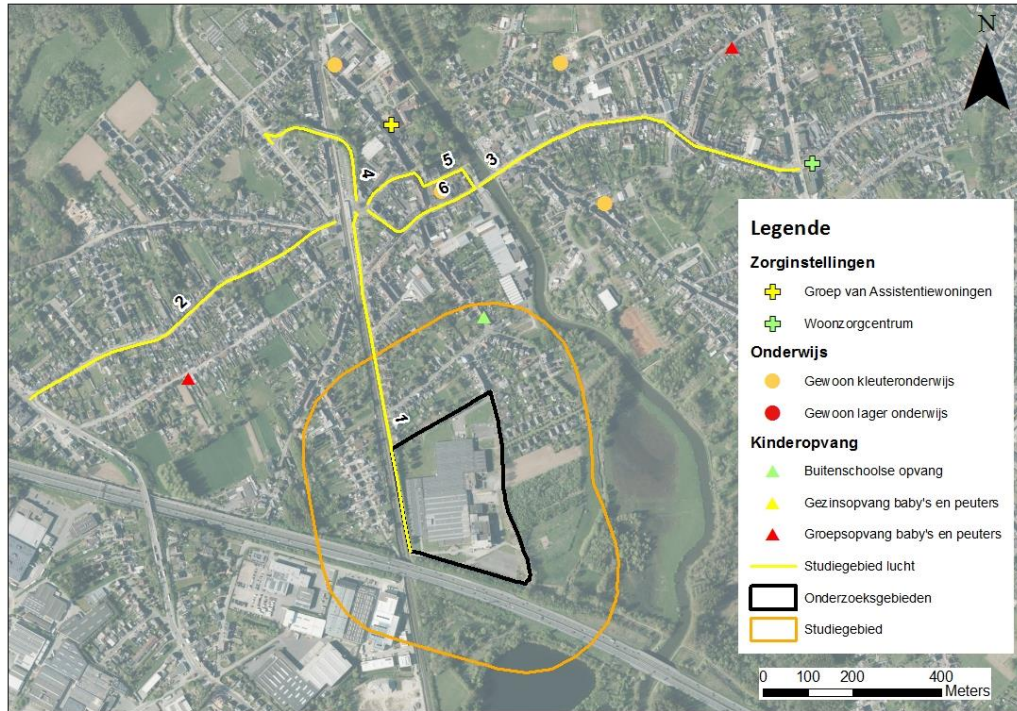 N
5
3
4
6
2
1
Legende
Zorginstellingen
Groep van Assistentiewoningen
Woonzorgcentrum
Onderwijs
Gewoon kleuteronderwijs
Gewoon lager onderwijs
Kinderopvang
Buitenschoolse opvang
Gezinsopvang baby's en peuters
Groepsopvang baby's en peuters
Studiegebied lucht
Onderzoeksgebieden
Studiegebied
0 100 200 400
Meters